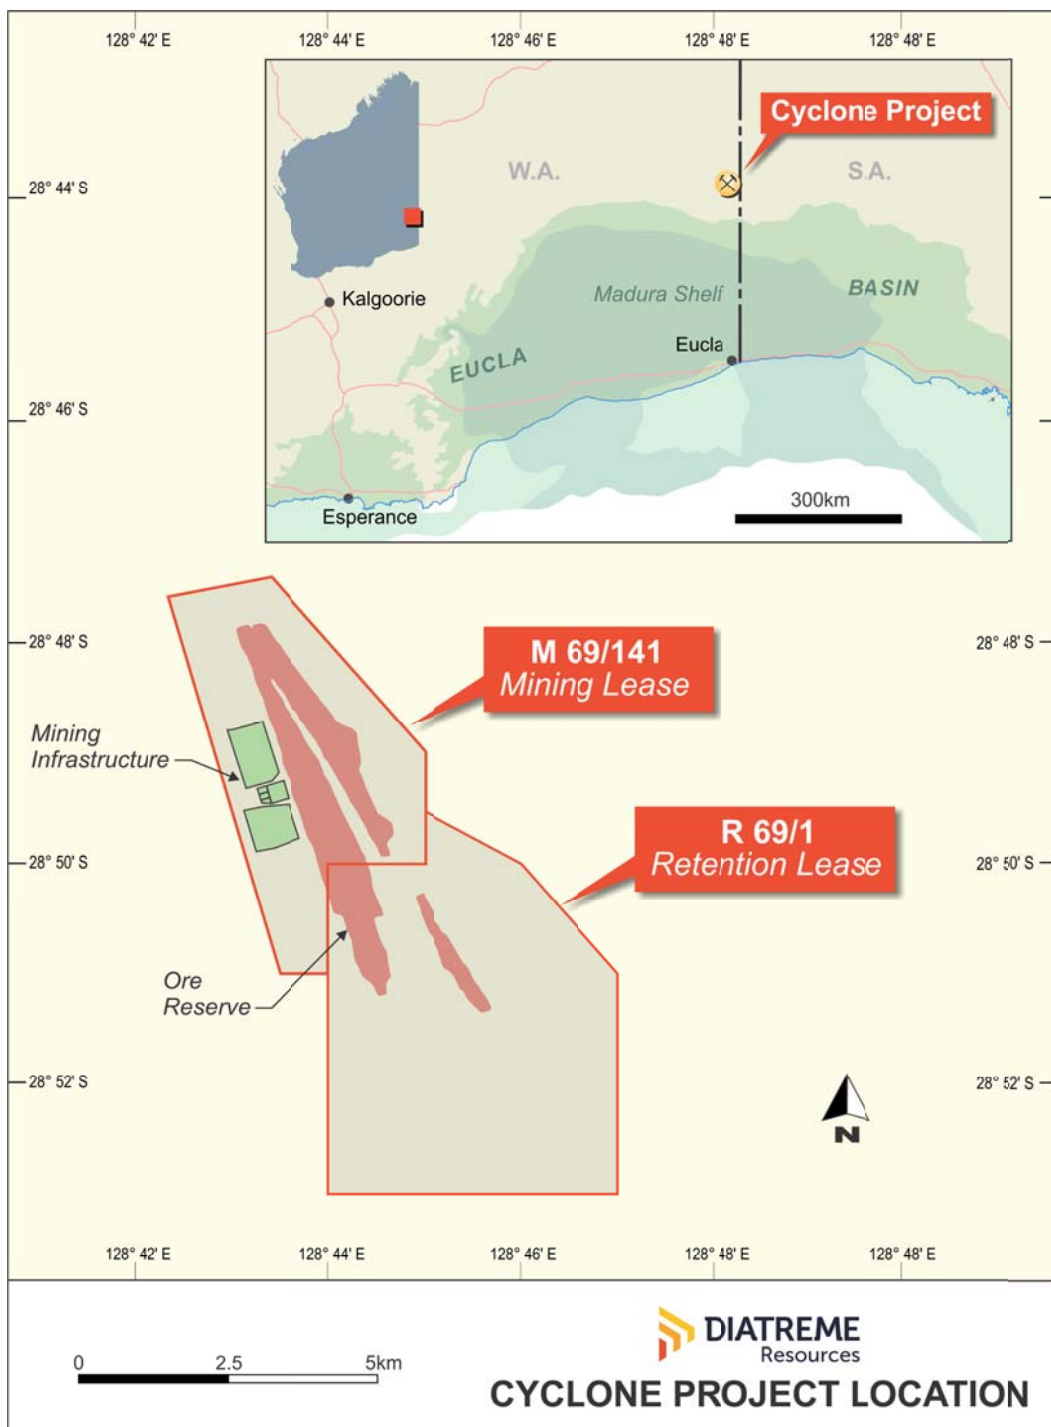 128° 42' E
128° 44' E
128° 46' E
128° 48' E
128° 48' E
Cyclone Project
W.A.
S.A.
28° 44' S
Kalgoorie
Madura Shelf
BASIN
Eucla
EUCLA
28° 46' S
300km
Esperance
28° 48' S
28° 48' S
M 69/141
Mining Lease
Mining
Infrastructure
R 69/1
Retention Lease
28° 50' S
28° 50' S
Ore
Reserve
28° 52' S
28° 52' S
N
128° 42' E
128° 44' E
128° 46' E
128° 48' E
128° 48' E
0
2.5
5km
DIATREME
Resources
CYCLONE PROJECT LOCATION